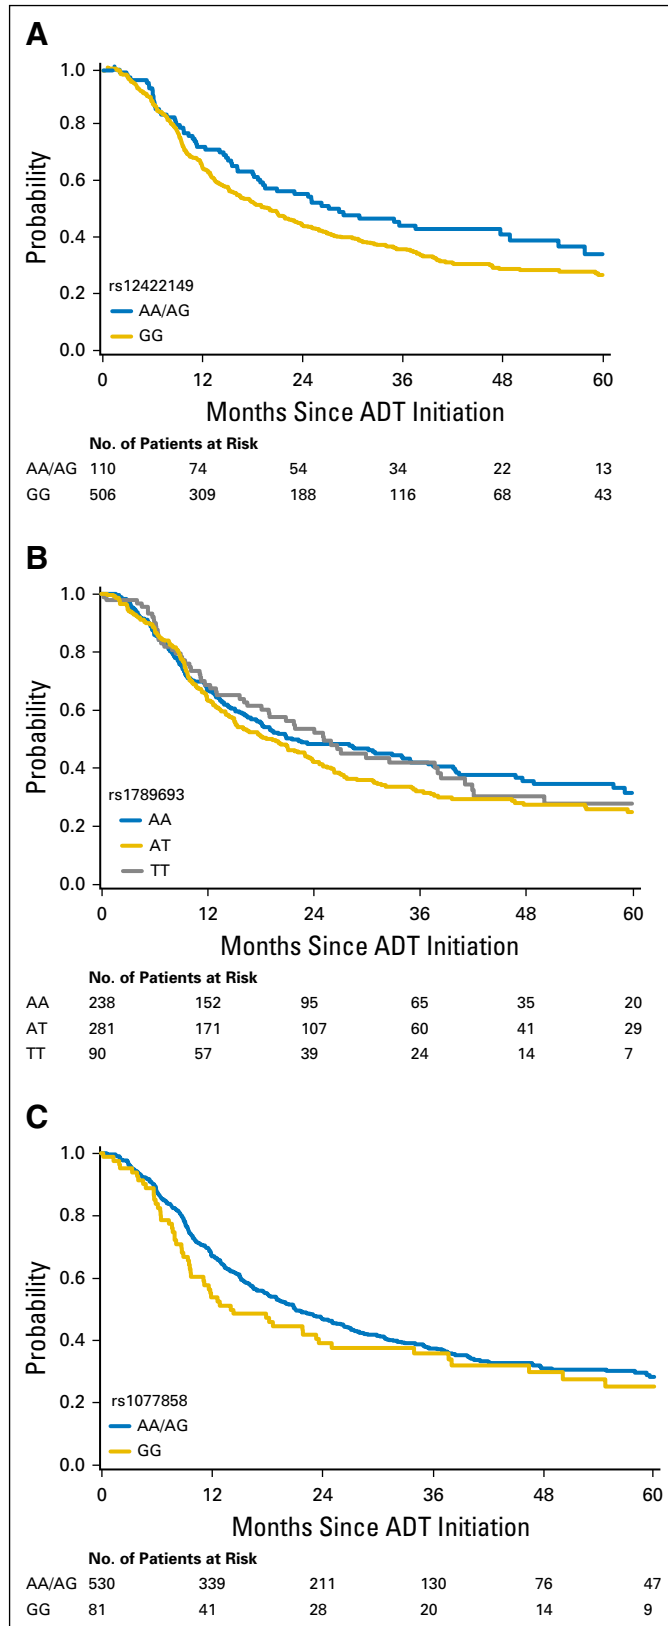 A
1.0
0.8
0.6
0.4
0.2
0.0
Probability
rs12422149
AA/AG
GG
0 12 24 36 48 60
Months Since ADT Initiation
No. of Patients at Risk
AA/AG 110 74 54 34 22 13
GG 506 309 188 116 68 43
B
1.0
0.8
0.6
0.4
0.2
0.0
Probability
rs1789693
AA
AT
TT
0 12 24 36 48 60
Months Since ADT Initiation
No. of Patients at Risk
AA 238 152 95 65 35 20
AT 281 171 107 60 41 29
TT 90 57 39 24 14 7
C
1.0
0.8
0.6
0.4
0.2
0.0
Probability
rs1077858
AA/AG
GG
0 12 24 36 48 60
Months Since ADT Initiation
No. of Patients at Risk
AA/AG 530 339 211 130 76 47
GG 81 41 28 20 14 9